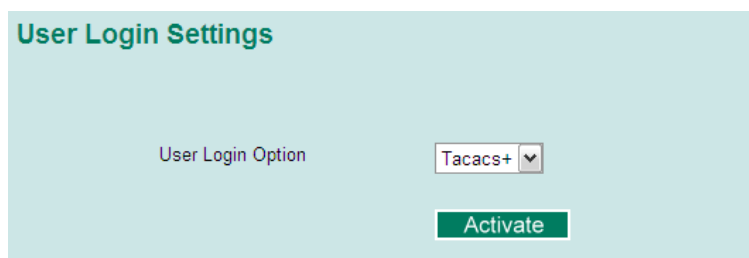 User Login Settings
User Login Option Tacacs+
Activate